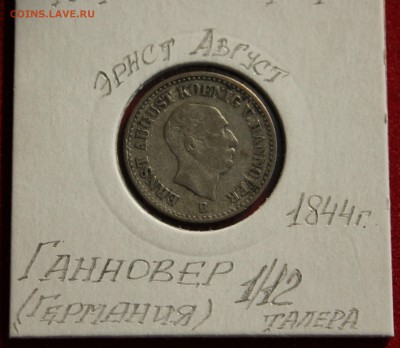 COINS.LAVE.RU
ЭРНСТ АВГУСТ
ERNST AUGUST KOENIG V. HANNOVER
B
1844г.
ГАННОВЕР
(ГЕРМАНИЯ)
1/12
ТАЛЕРА